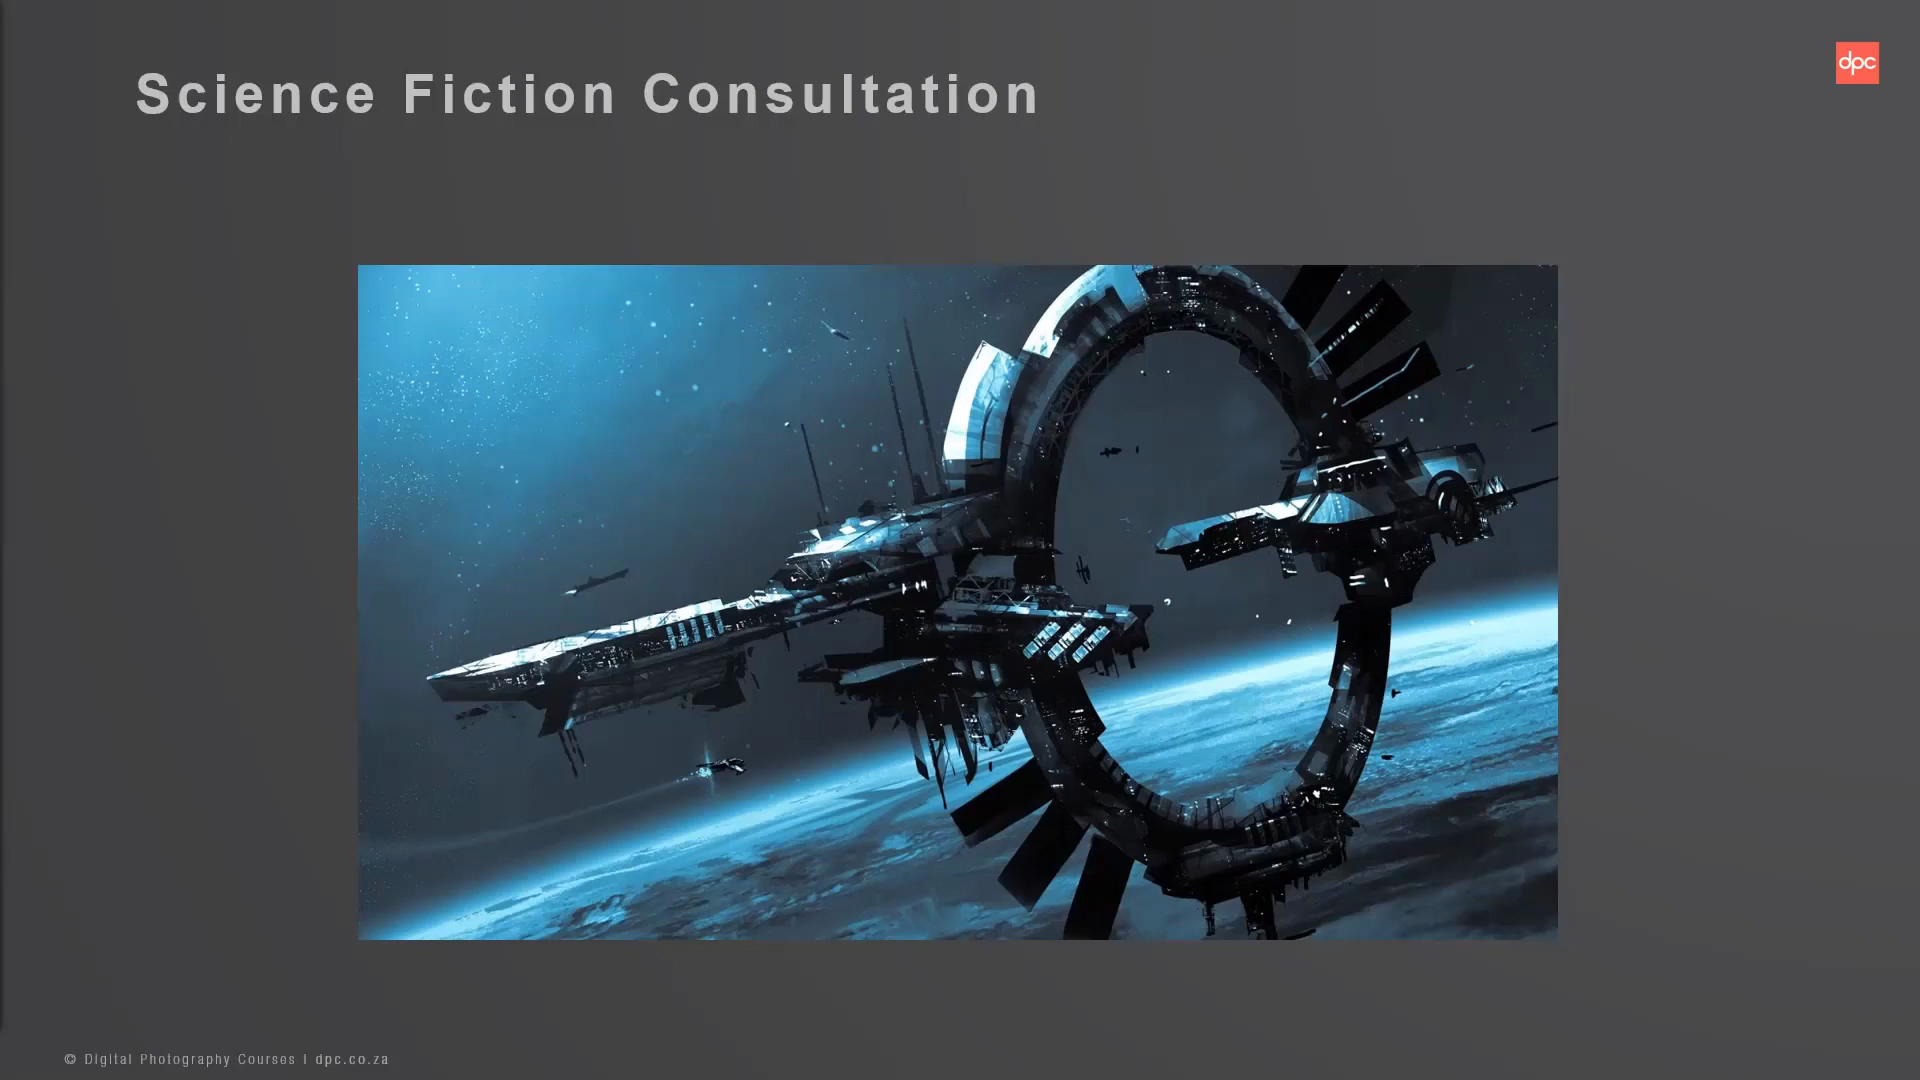 Science Fiction Consultation
dpc
© Digital Photography Courses | dpc.co.za